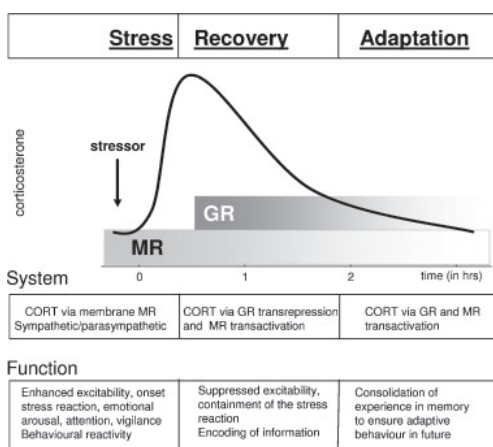 Stress Recovery Adaptation
stressor
corticosterone
GR
MR
0 1 2 time (in hrs)
System
CORT via membrane MR
Sympathetic/parasympathetic
CORT via GR transrepression
and MR transactivation
CORT via GR and MR
transactivation
Function
Enhanced excitability, onset
stress reaction, emotional
arousal, attention, vigilance
Behavioural reactivity
Suppressed excitability,
containment of the stress
reaction
Encoding of information
Consolidation of
experience in memory
to ensure adaptive
behaviour in future